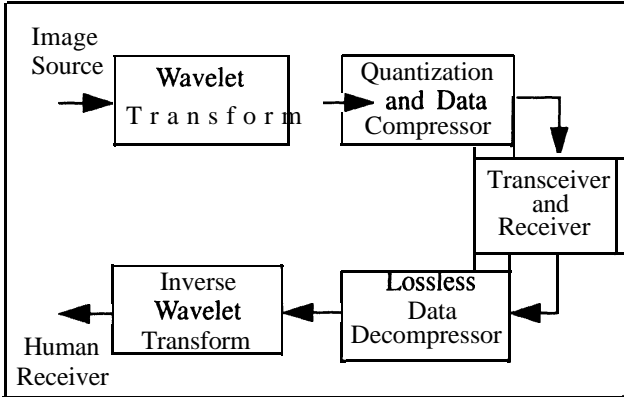 Image
Source
Wavelet
Transform
Quantization
and Data
Compressor
Transceiver
and
Receiver
Lossless
Data
Decompressor
Inverse
Wavelet
Transform
Human
Receiver